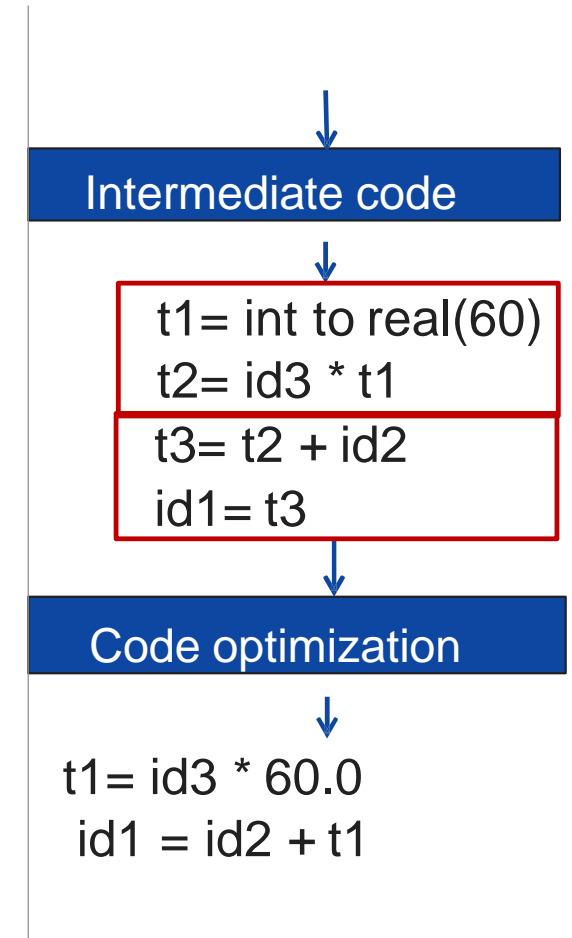 Intermediate code
t1= int to real(60)
t2= id3 * t1
t3= t2 + id2
id1= t3
Code optimization
t1= id3 * 60.0
id1 = id2 + t1